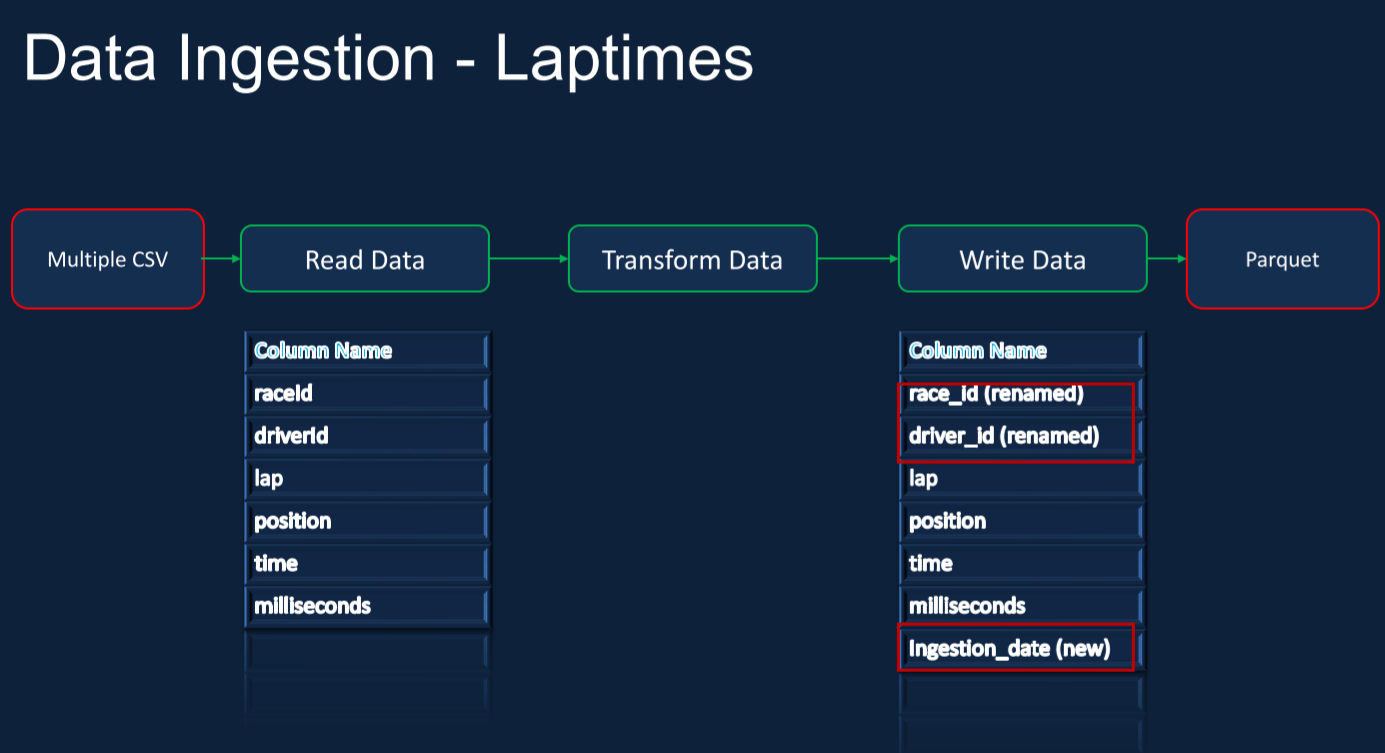 Data Ingestion - Laptimes
Multiple CSV
Read Data
Transform Data
Write Data
Parquet
Column Name
raceId
driverId
lap
position
time
milliseconds
Column Name
race_id (renamed)
driver_id (renamed)
lap
position
time
milliseconds
Ingestion_date (new)